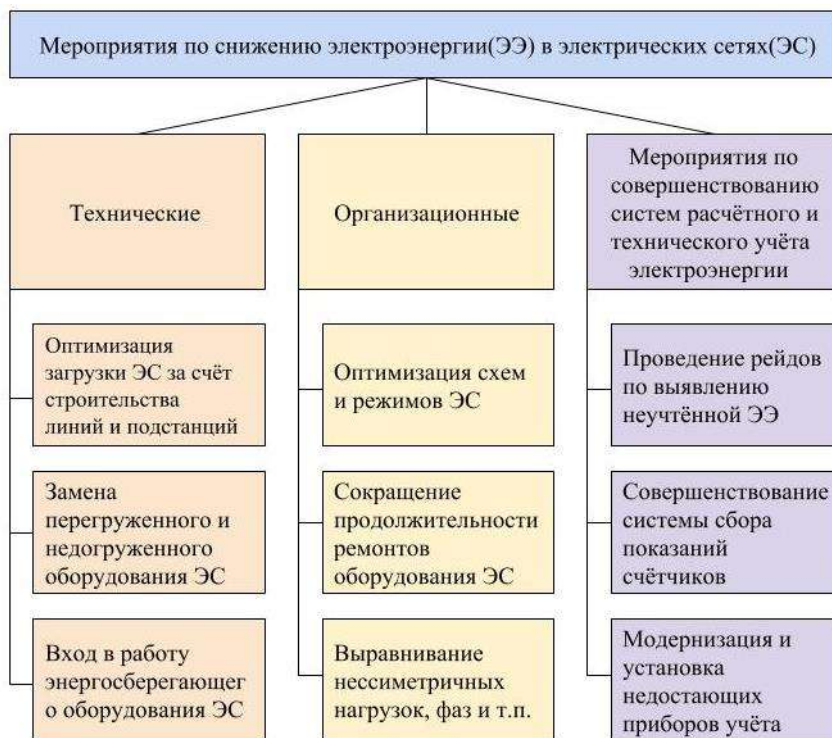 Мероприятия по снижению электроэнергии(ЭЭ) в электрических сетях(ЭС)
Технические
Оптимизация
загрузки ЭС за счёт
строительства
линий и подстанций
Замена
перегруженного и
недогруженного
оборудования ЭС
Вход в работу
энергосберегающег
о оборудования ЭС
Организационные
Оптимизация схем
и режимов ЭС
Сокращение
продолжительности
ремонтов
оборудования ЭС
Выравнивание
нессиметричных
нагрузок, фаз и т.п.
Мероприятия по
совершенствованию
систем расчётного и
технического учёта
электроэнергии
Проведение рейдов
по выявлению
неучтённой ЭЭ
Совершенствование
системы сбора
показаний
счётчиков
Модернизация и
установка
недостающих
приборов учёта